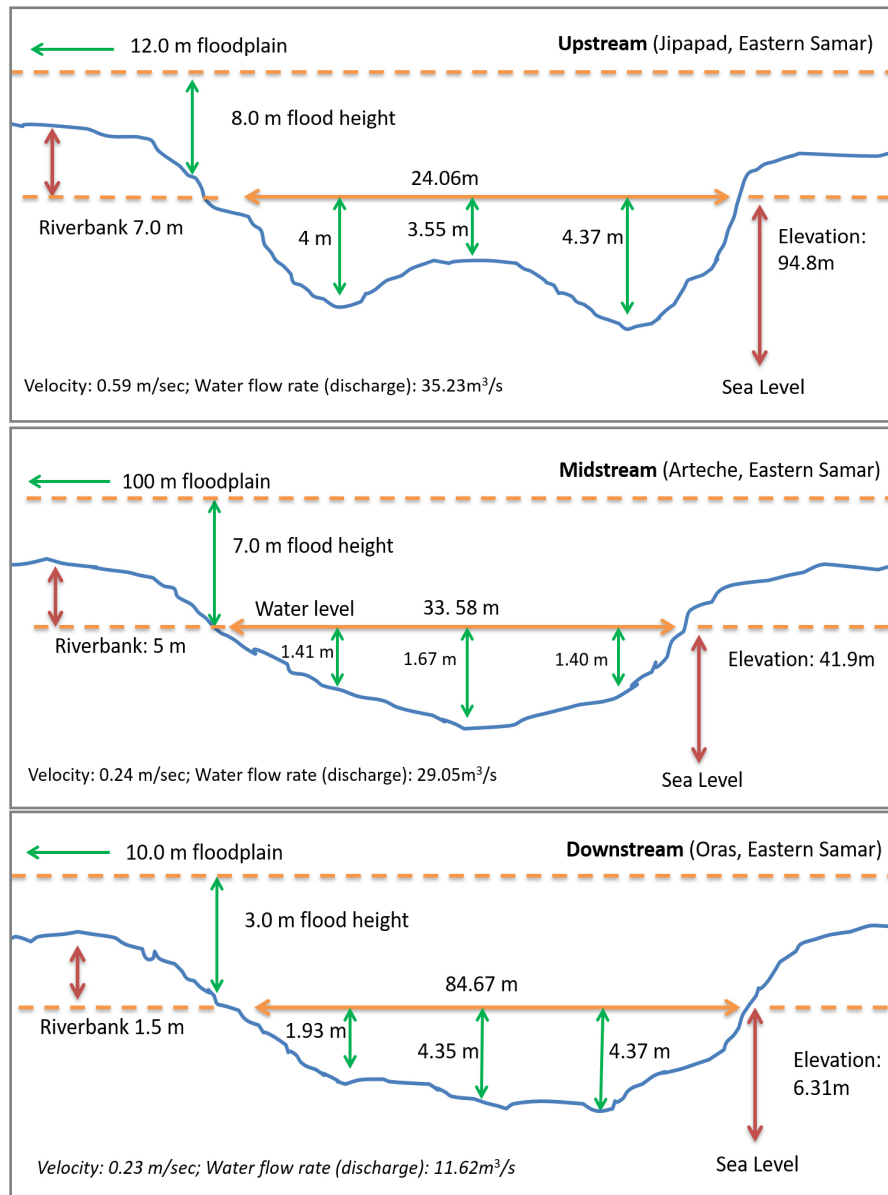 12.0 m floodplain
Upstream (Jipapad, Eastern Samar)
8.0 m flood height
24.06m
Riverbank 7.0 m
4 m
3.55 m
4.37 m
Elevation:
94.8m
Velocity: 0.59 m/sec; Water flow rate (discharge): 35.23m³/s
Sea Level
100 m floodplain
Midstream (Arteche, Eastern Samar)
7.0 m flood height
Water level
33. 58 m
Riverbank: 5 m
1.41 m
1.67 m
1.40 m
Elevation: 41.9m
Velocity: 0.24 m/sec; Water flow rate (discharge): 29.05m³/s
Sea Level
10.0 m floodplain
Downstream (Oras, Eastern Samar)
3.0 m flood height
84.67 m
Riverbank 1.5 m
1.93 m
4.35 m
4.37 m
Elevation:
6.31m
Velocity: 0.23 m/sec; Water flow rate (discharge): 11.62m³/s
Sea Level